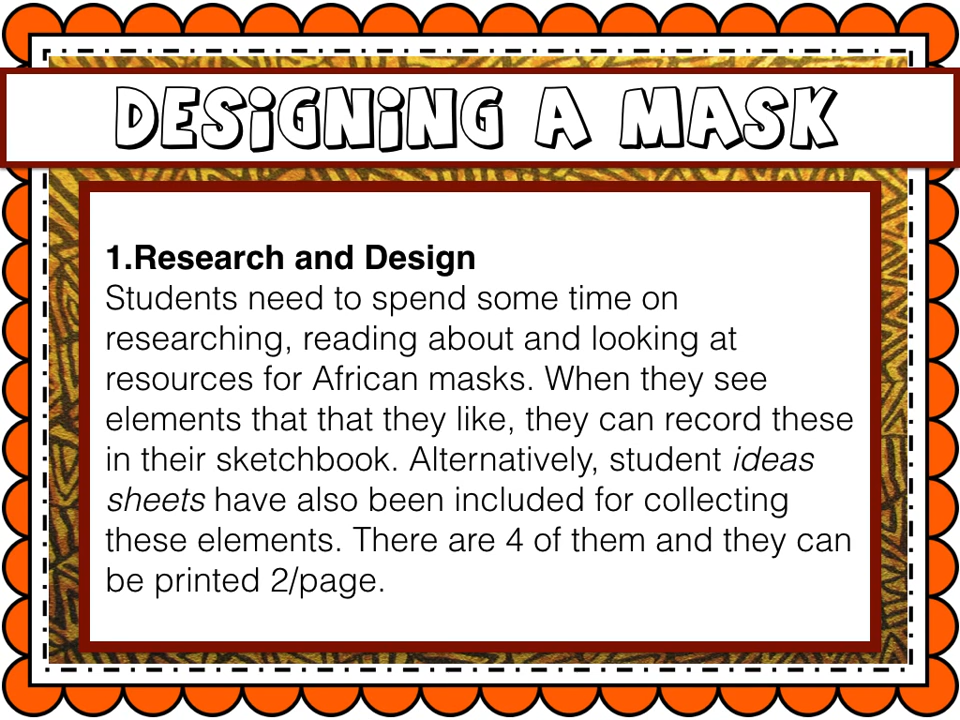 DESiGNiNG A MASK
1.Research and Design
Students need to spend some time on
researching, reading about and looking at
resources for African masks. When they see
elements that that they like, they can record these
in their sketchbook. Alternatively, student ideas
sheets have also been included for collecting
these elements. There are 4 of them and they can
be printed 2/page.